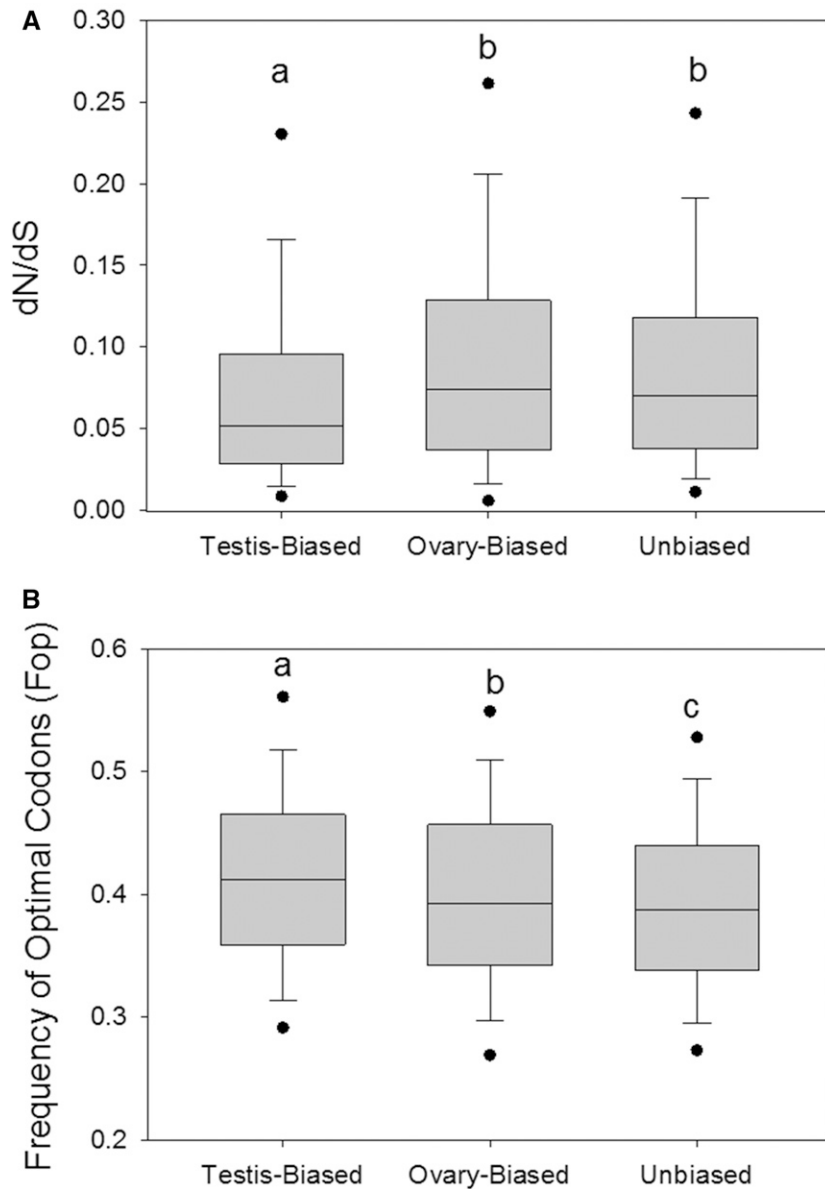 A
0.30
0.25
0.20
0.15
0.10
0.05
0.00
dN/dS
a
b
b
Testis-Biased
Ovary-Biased
Unbiased
B
0.6
0.5
0.4
0.3
0.2
Frequency of Optimal Codons (Fop)
a
b
c
Testis-Biased
Ovary-Biased
Unbiased